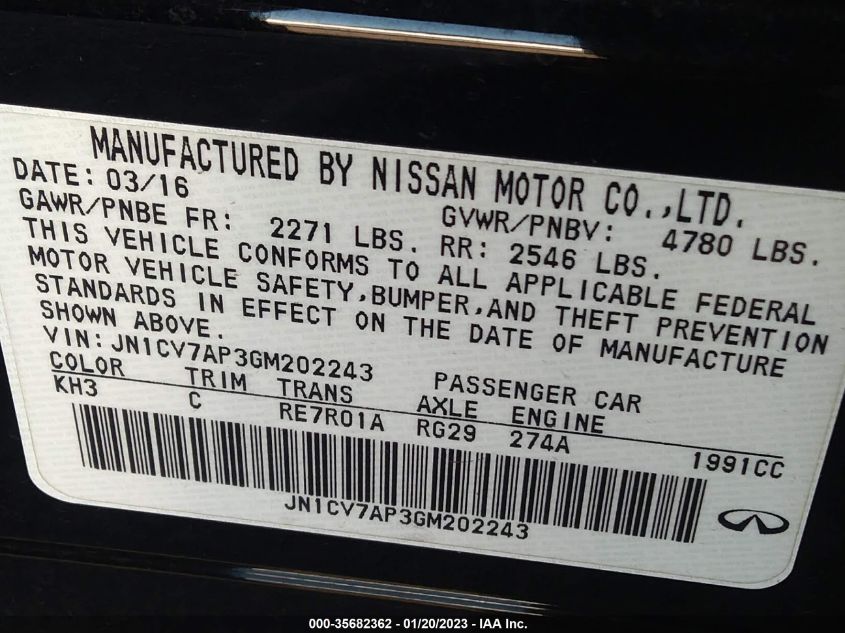 MANUFACTURED BY NISSAN MOTOR CO.,LTD.
DATE: 03/16 GVWR/PNBV: 4780 LBS.
GAWR/PNBE FR: 2271 LBS. RR: 2546 LBS.
THIS VEHICLE CONFORMS TO ALL APPLICABLE FEDERAL
MOTOR VEHICLE SAFETY,BUMPER,AND THEFT PREVENTION
STANDARDS IN EFFECT ON THE DATE OF MANUFACTURE
SHOWN ABOVE.
VIN: JN1CV7AP3GM202243 PASSENGER CAR
COLOR TRIM TRANS AXLE ENGINE
KH3 C RE7R01A RG29 274A 1991CC
JN1CV7AP3GM202243
000-35682362 - 01/20/2023 - IAA Inc.